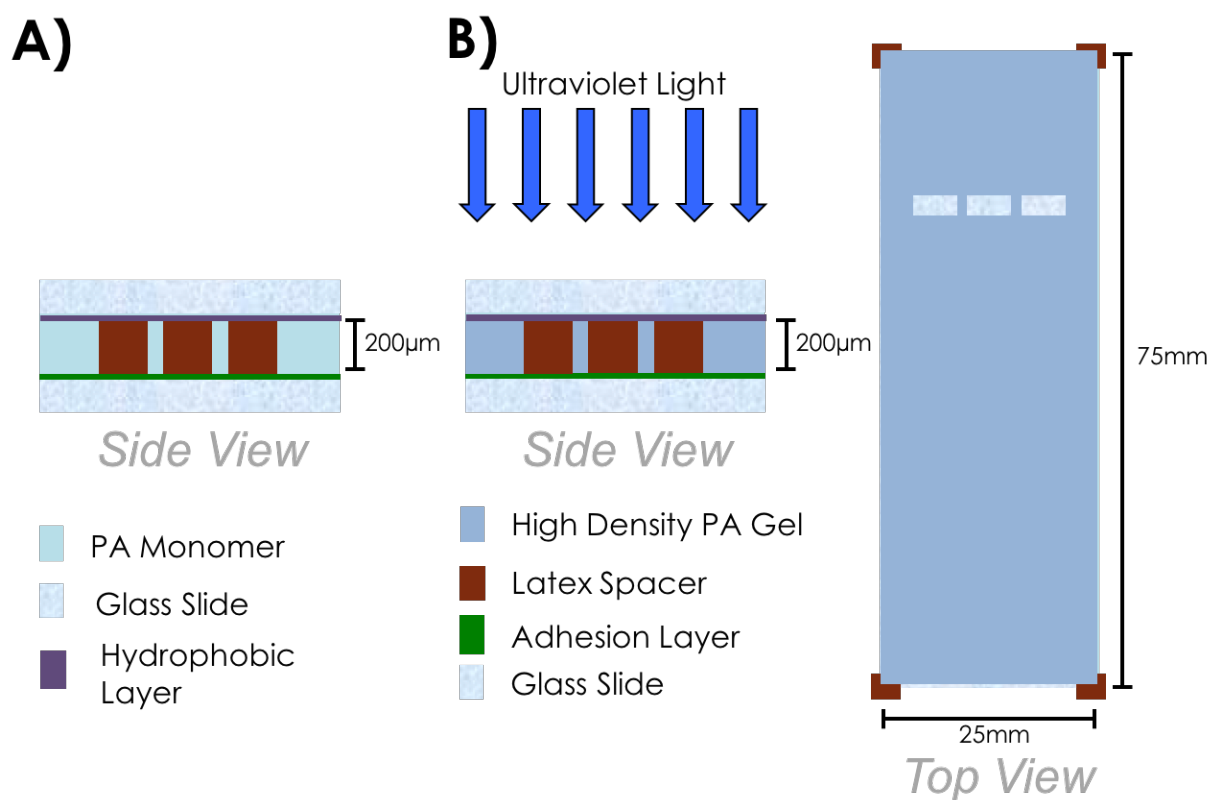 A)
B)
Ultraviolet Light
200µm
200µm
75mm
Side View
Side View
PA Monomer
Glass Slide
Hydrophobic
Layer
High Density PA Gel
Latex Spacer
Adhesion Layer
Glass Slide
25mm
Top View